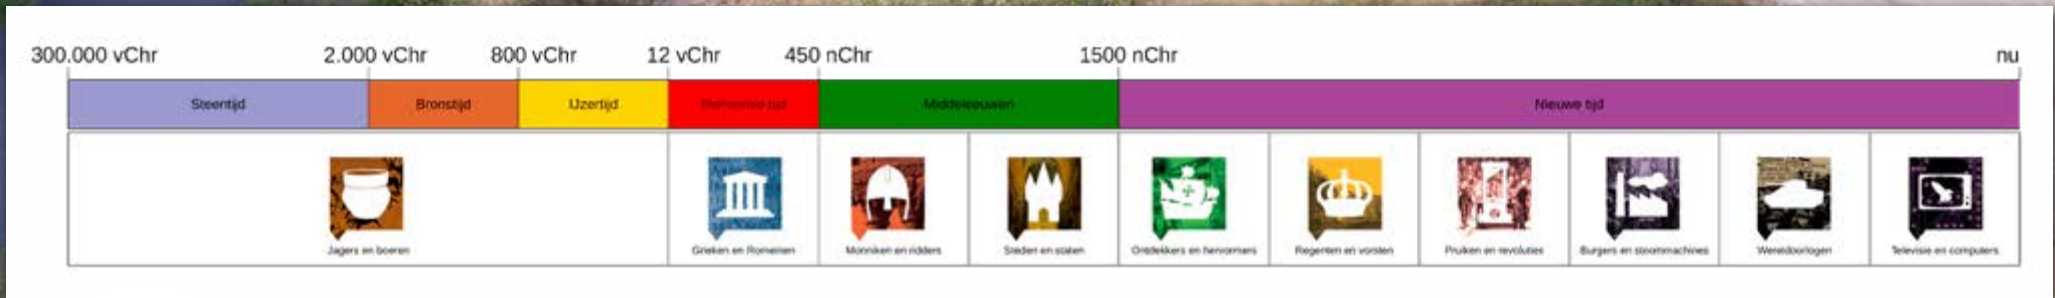 300.000 vChr 2.000 vChr 800 vChr 12 vChr 450 nChr 1500 nChr nu
Steentijd Bronstijd IJzertijd Romeinse tijd Middeleeuwen Nieuwe tijd
Jagers en boeren Grieken en Romeinen Monniken en ridders Steden en staten Ontdekkers en hervormers Regenten en vorsten Pruiken en revoluties Burgers en stoommachines Wereldoorlogen Televisie en computers